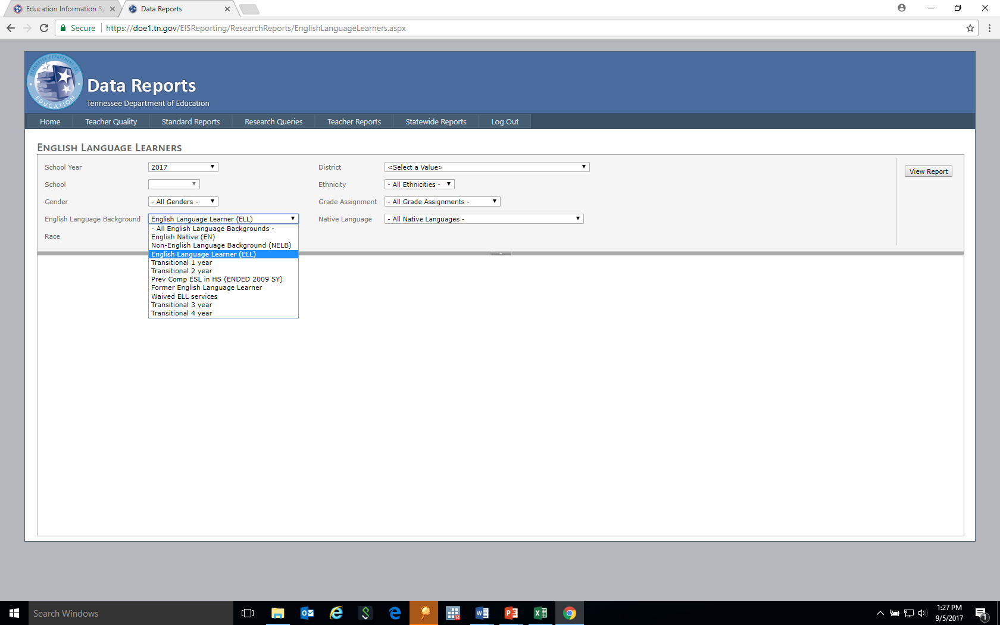 Education Information Sy
Data Reports
Secure https://doe1.tn.gov/EISReporting/ResearchReports/EnglishLanguageLearners.aspx
TENNESSEE DEPARTMENT OF
EDUCATION
Data Reports
Tennessee Department of Education
Home Teacher Quality Standard Reports Research Queries Teacher Reports Statewide Reports Log Out
English Language Learners
School Year 2017 District <Select a Value> View Report
School Ethnicity - All Ethnicities -
Gender - All Genders - Grade Assignment - All Grade Assignments -
English Language Background English Language Learner (ELL) Native Language - All Native Languages -
- All English Language Backgrounds -
Race English Native (EN)
Non-English Language Background (NELB)
English Language Learner (ELL)
Transitional 1 year
Transitional 2 year
Prev Comp ESL in HS (ENDED 2009 SY)
Former English Language Learner
Waived ELL services
Transitional 3 year
Transitional 4 year
Search Windows
1:27 PM
9/5/2017
1